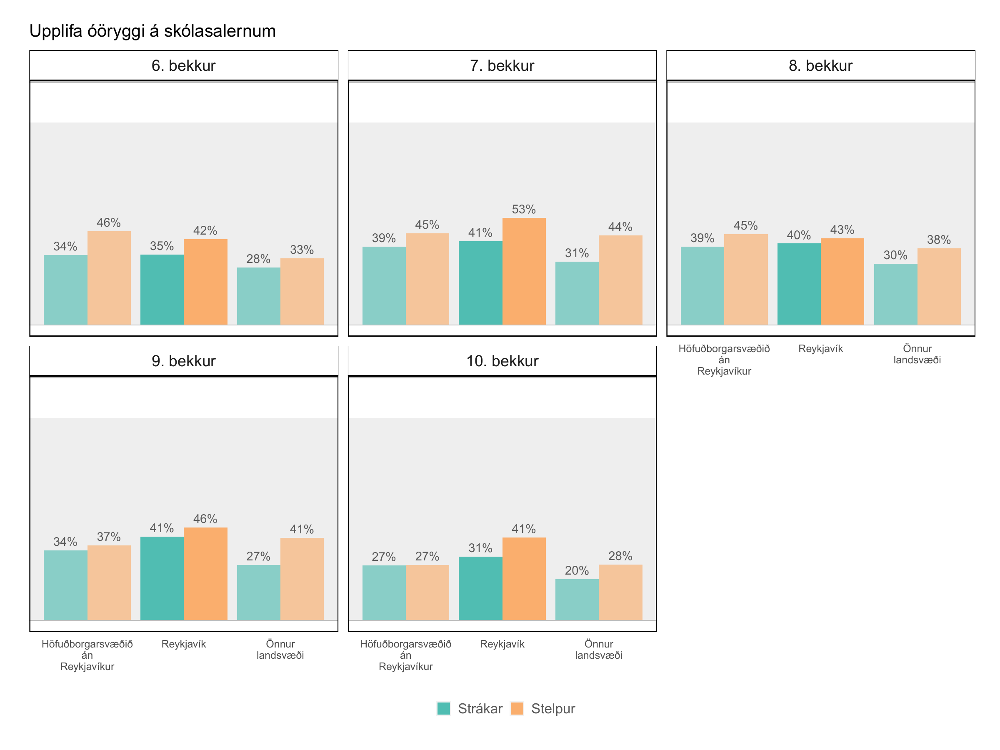 Upplifa óöryggi á skólasalernum
6. bekkur
34%
46%
35%
42%
28%
33%
7. bekkur
39%
45%
41%
53%
31%
44%
8. bekkur
39%
45%
40%
43%
30%
38%
Höfuðborgarsvæðið
án
Reykjavíkur
Reykjavík
Önnur
landsvæði
9. bekkur
34%
37%
41%
46%
27%
41%
Höfuðborgarsvæðið
án
Reykjavíkur
Reykjavík
Önnur
landsvæði
10. bekkur
27%
27%
31%
41%
20%
28%
Höfuðborgarsvæðið
án
Reykjavíkur
Reykjavík
Önnur
landsvæði
Strákar
Stelpur